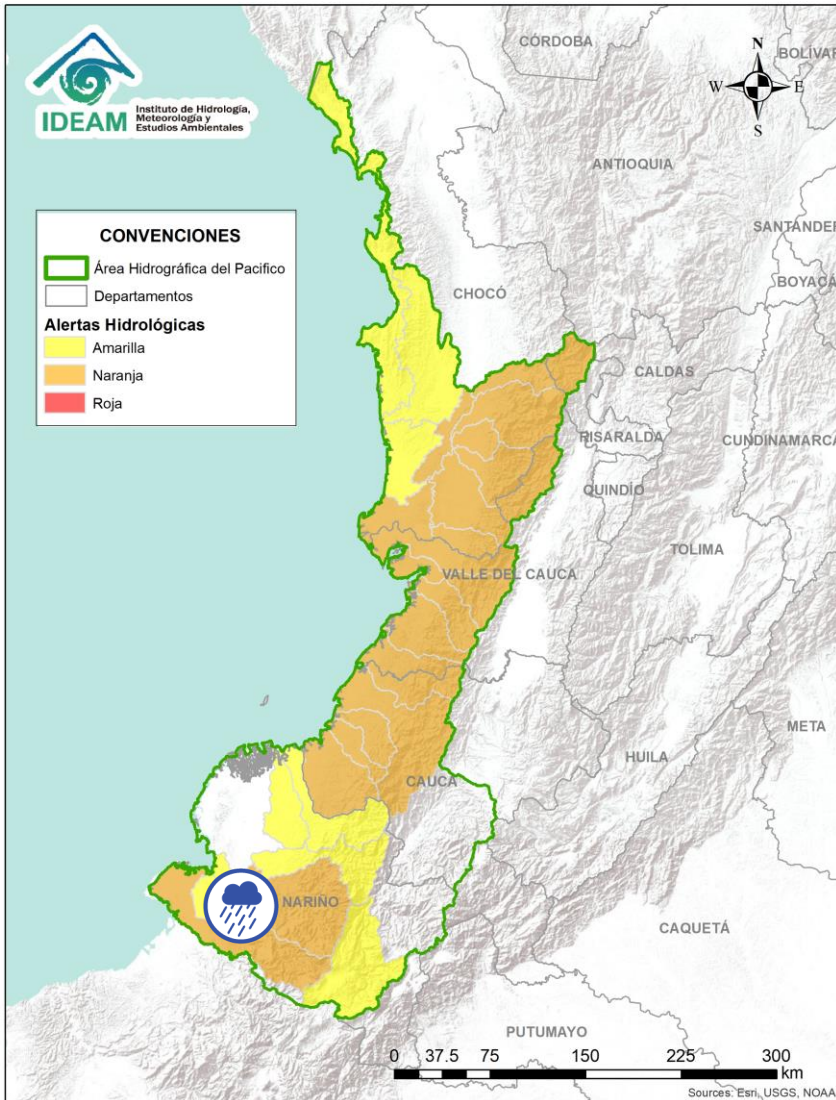 IDEAM
Instituto de Hidrología,
Meteorología y
Estudios Ambientales
CÓRDOBA
BOLÍVAR
N
W
E
S
ANTIOQUIA
SANTANDER
BOYACÁ
CONVENCIONES
Área Hidrográfica del Pacifico
Departamentos
Alertas Hidrológicas
Amarilla
Naranja
Roja
CHOCÓ
CALDAS
RISARALDA
CUNDINAMARCA
QUINDÍO
TOLIMA
VALLE DEL CAUCA
META
HUILA
CAUCA
NARIÑO
CAQUETÁ
PUTUMAYO
0 37.5 75 150 225 300
km
Sources: Esri, USGS, NOAA